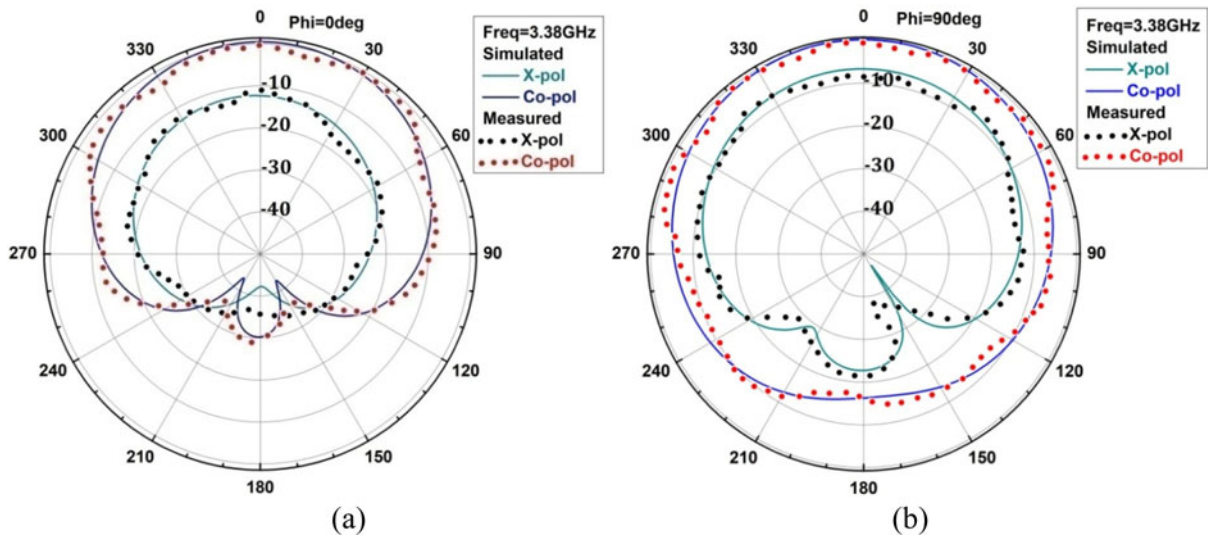 0
Phi=0deg
330
30
300
60
270
90
240
120
210
150
180
-10
-20
-30
-40
Freq=3.38GHz
Simulated
X-pol
Co-pol
Measured
X-pol
Co-pol
(a)
0
Phi=90deg
330
30
300
60
270
90
240
120
210
150
180
-10
-20
-30
-40
Freq=3.38GHz
Simulated
X-pol
Co-pol
Measured
X-pol
Co-pol
(b)